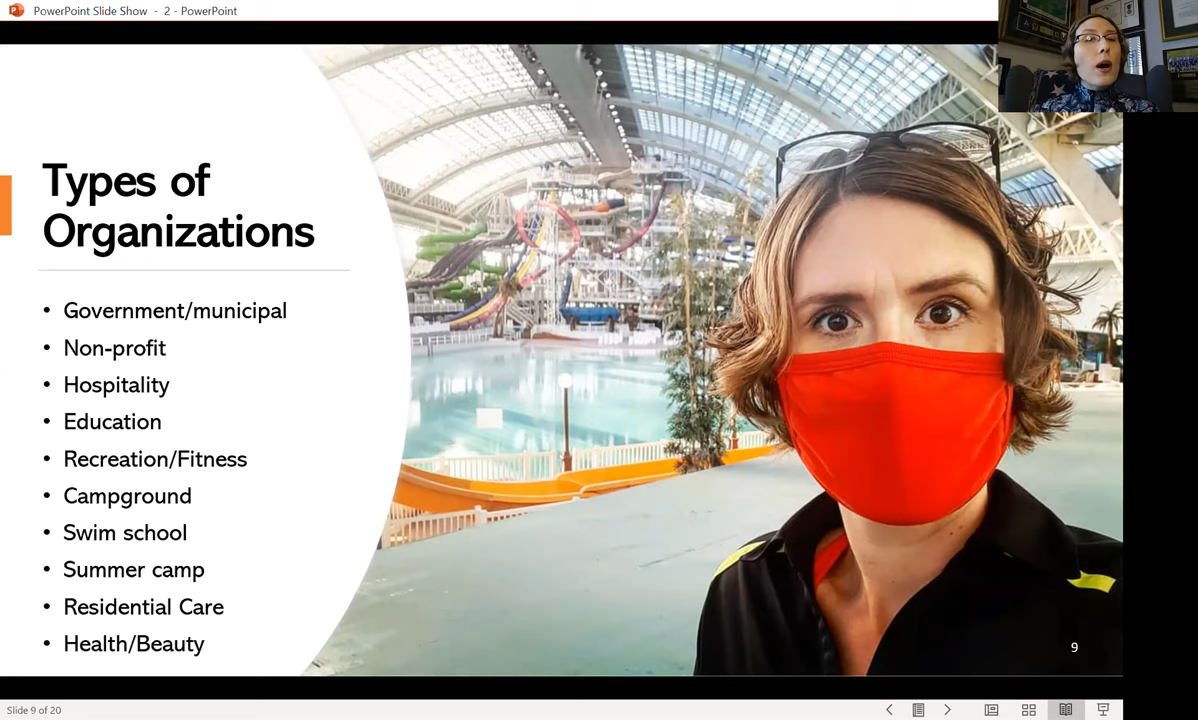 PowerPoint Slide Show - 2 - PowerPoint
Types of
Organizations
• Government/municipal
• Non-profit
• Hospitality
• Education
• Recreation/Fitness
• Campground
• Swim school
• Summer camp
• Residential Care
• Health/Beauty
9
Slide 9 of 20